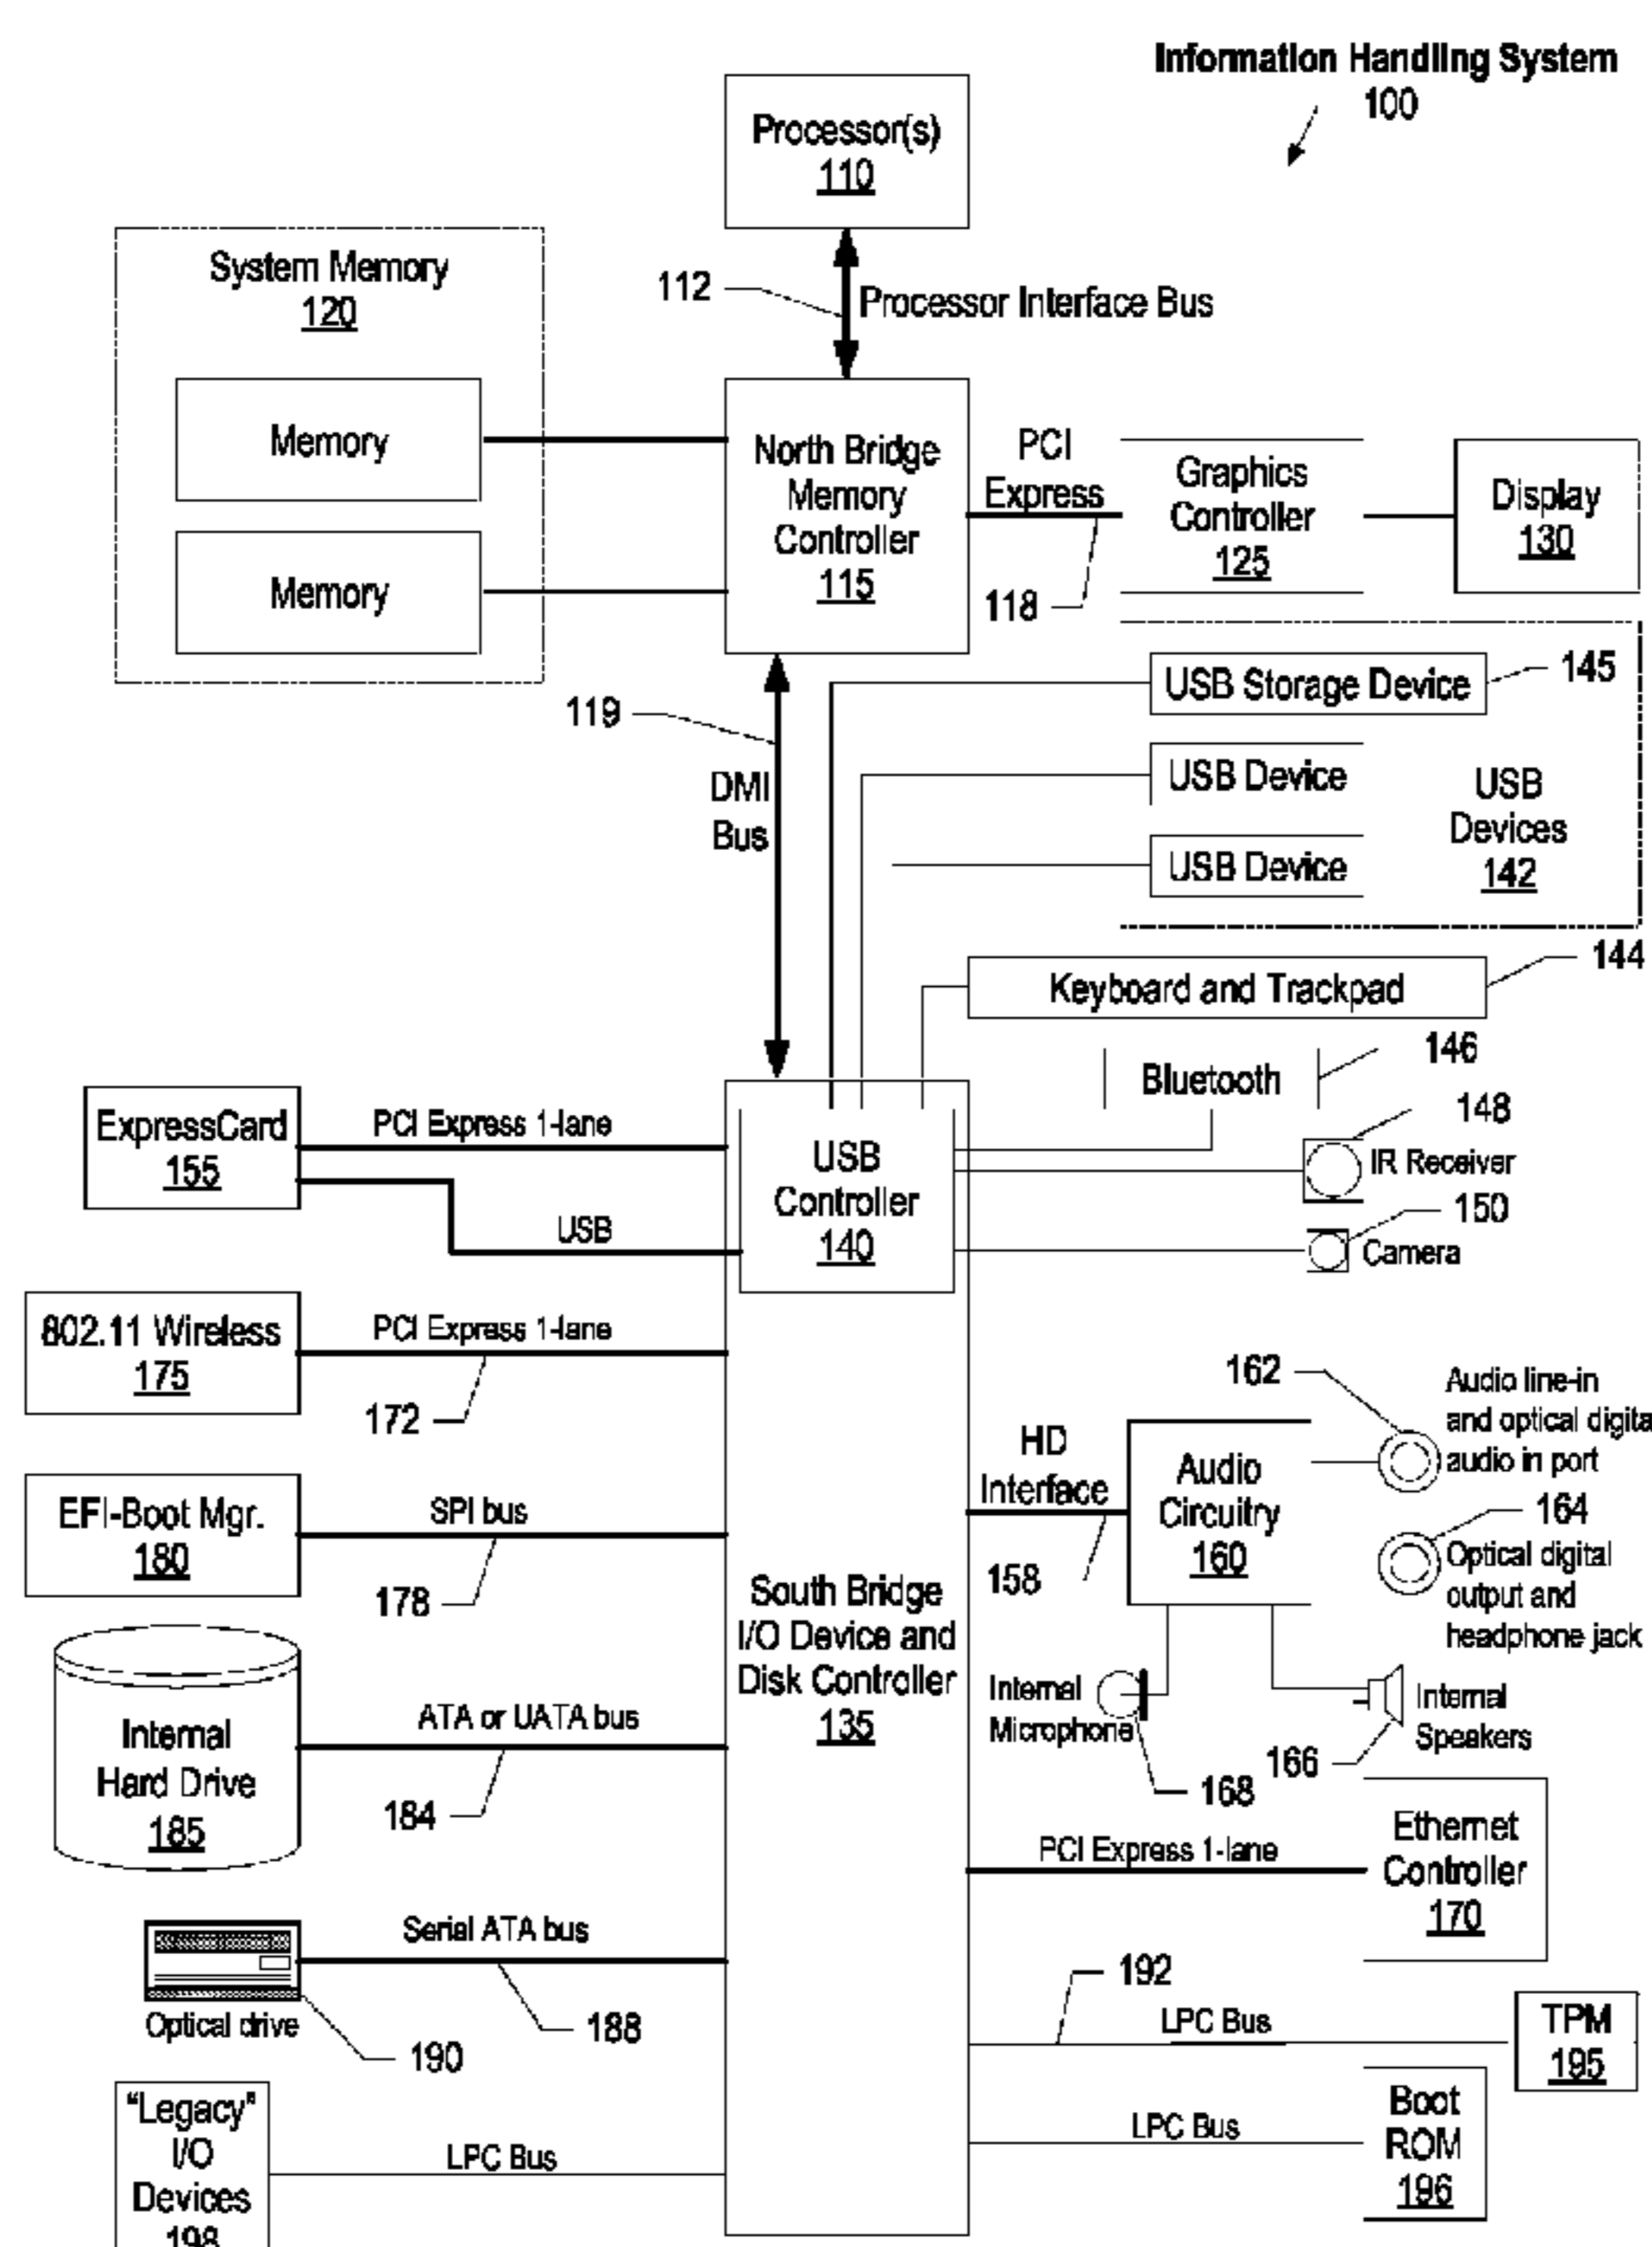 Information Handling System
100
Processor(s)
110
System Memory
120
112
Processor Interface Bus
Memory
Memory
North Bridge
Memory
Controller
115
PCI
Express
118
Graphics
Controller
125
Display
130
119
DMI
Bus
USB Storage Device
145
USB Device
USB Device
USB
Devices
142
Keyboard and Trackpad
144
Bluetooth
146
148
IR Receiver
150
Camera
ExpressCard
155
PCI Express 1-lane
USB
USB
Controller
140
802.11 Wireless
175
PCI Express 1-lane
172
EFI-Boot Mgr.
180
SPI bus
178
South Bridge
I/O Device and
Disk Controller
135
HD
Interface
158
Audio
Circuitry
160
162
Audio line-in
and optical digita
audio in port
164
Optical digital
output and
headphone jack
Internal
Microphone
168
Internal
Speakers
166
Internal
Hard Drive
185
ATA or UATA bus
184
PCI Express 1-lane
Ethernet
Controller
170
Serial ATA bus
188
Optical drive
190
192
LPC Bus
TPM
195
"Legacy"
I/O
Devices
198
LPC Bus
LPC Bus
Boot
ROM
196